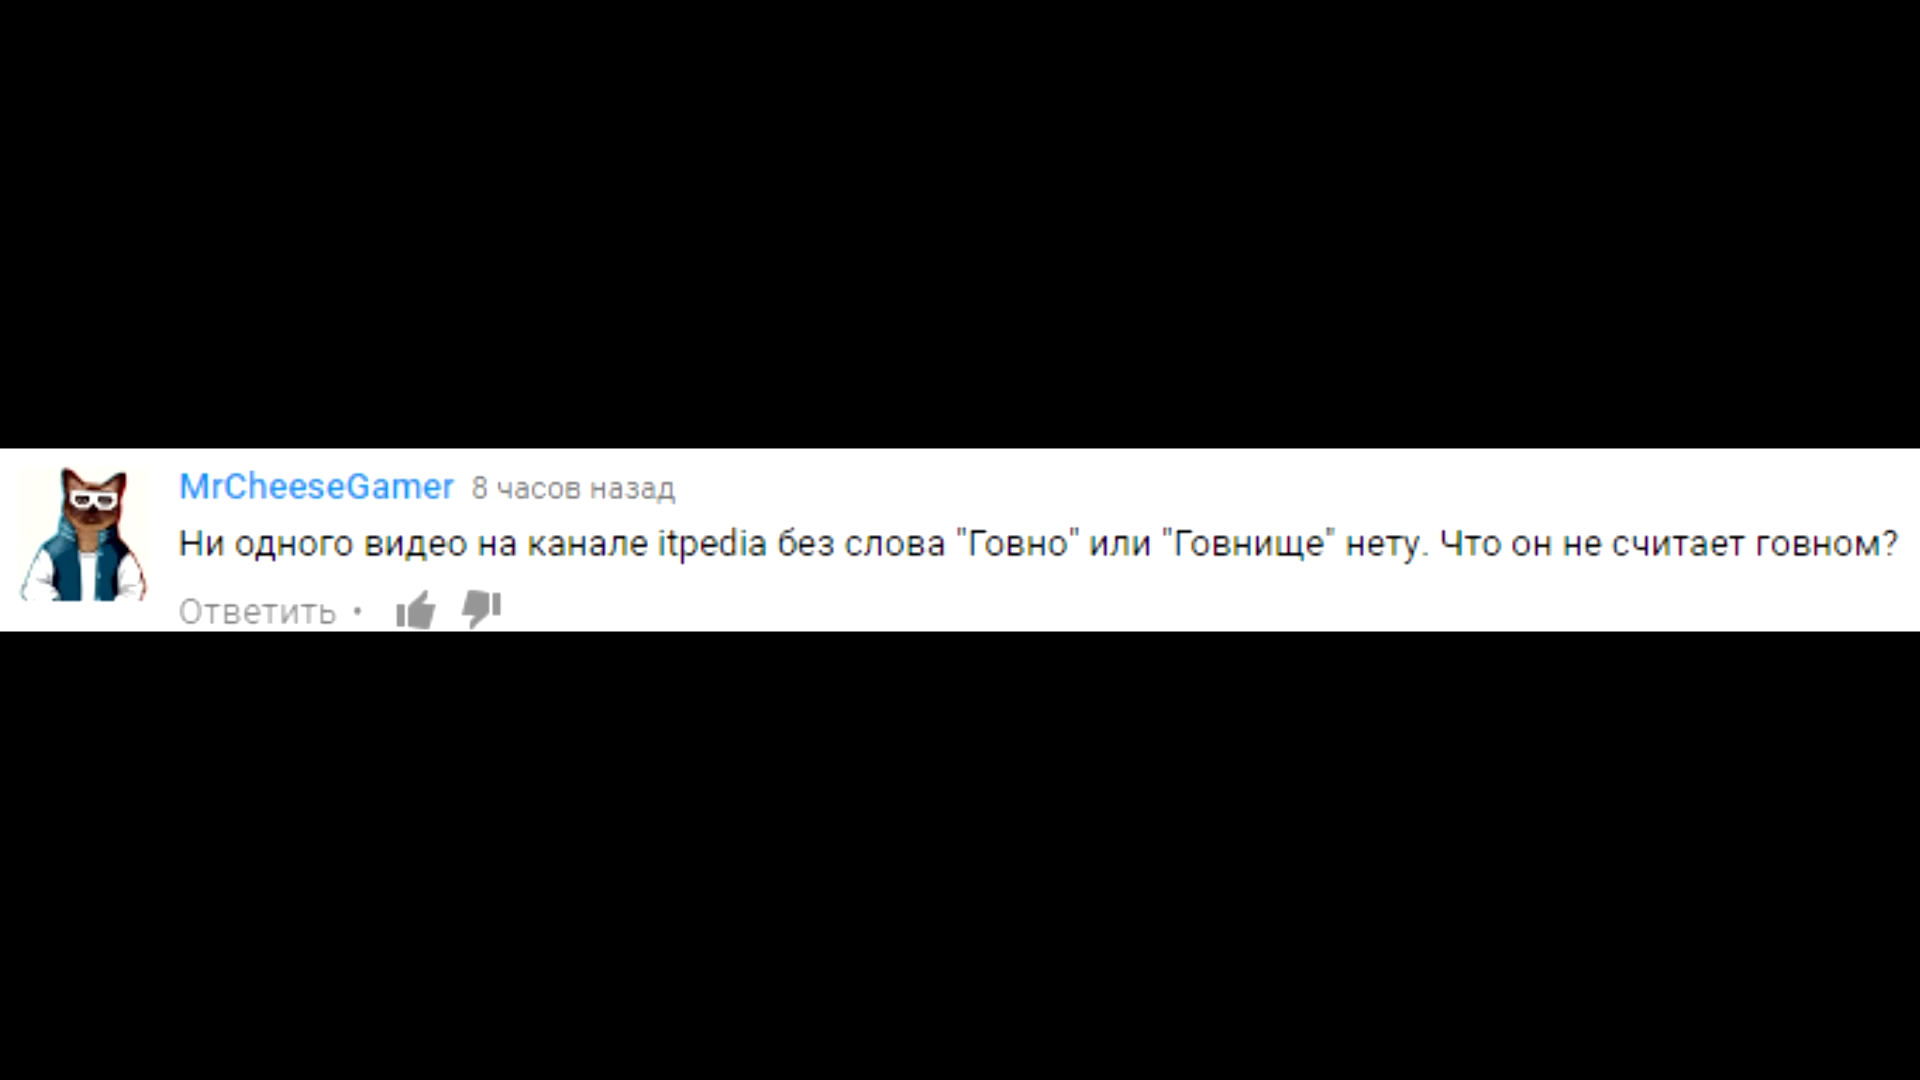 MrCheeseGamer 8 часов назад
Ни одного видео на канале itpedia без слова "Говно" или "Говнище" нету. Что он не считает говном?
Ответить •